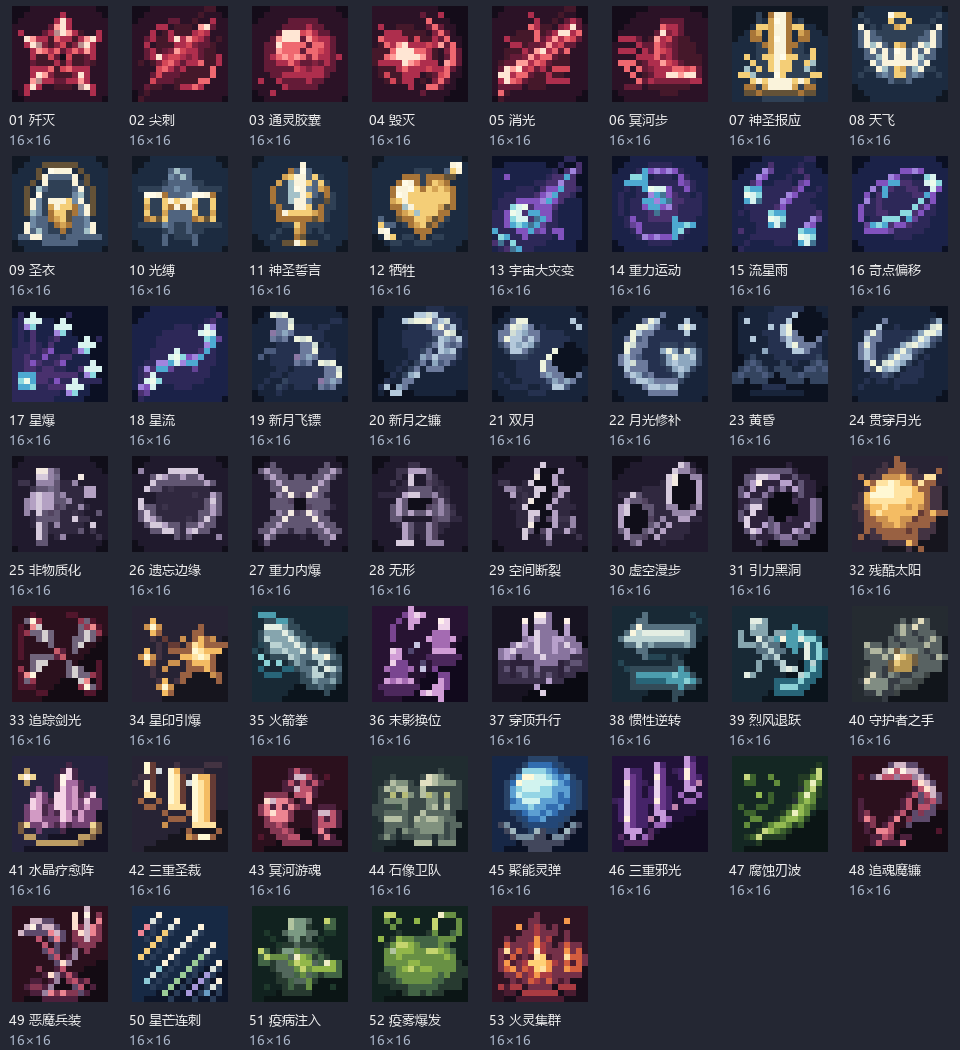 01 歼灭 02 尖刺 03 通灵胶囊 04 毁灭 05 消光 06 冥河步 07 神圣报应 08 天飞
16×16 16×16 16×16 16×16 16×16 16×16 16×16 16×16
09 圣衣 10 光缚 11 神圣誓言 12 牺牲 13 宇宙大灾变 14 重力运动 15 流星雨 16 奇点偏移
16×16 16×16 16×16 16×16 16×16 16×16 16×16 16×16
17 星爆 18 星流 19 新月飞镖 20 新月之镰 21 双月 22 月光修补 23 黄昏 24 贯穿月光
16×16 16×16 16×16 16×16 16×16 16×16 16×16 16×16
25 非物质化 26 遗忘边缘 27 重力内爆 28 无形 29 空间断裂 30 虚空漫步 31 引力黑洞 32 残酷太阳
16×16 16×16 16×16 16×16 16×16 16×16 16×16 16×16
33 追踪剑光 34 星印引爆 35 火箭拳 36 末影换位 37 穿顶升行 38 惯性逆转 39 烈风退跃 40 守护者之手
16×16 16×16 16×16 16×16 16×16 16×16 16×16 16×16
41 水晶疗愈阵 42 三重圣裁 43 冥河游魂 44 石像卫队 45 聚能灵弹 46 三重邪光 47 腐蚀刃波 48 追魂魔镰
16×16 16×16 16×16 16×16 16×16 16×16 16×16 16×16
49 恶魔兵装 50 星芒连刺 51 疫病注入 52 疫雾爆发 53 火灵集群
16×16 16×16 16×16 16×16 16×16